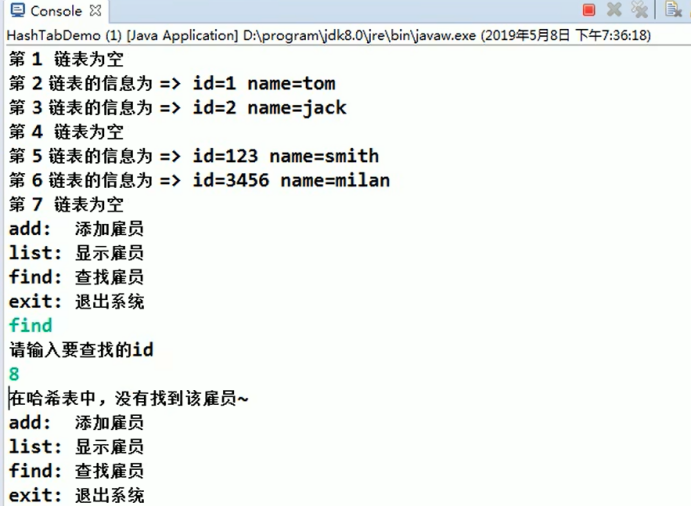 Console
HashTabDemo (1) [Java Application] D:\program\jdk8.0\jre\bin\javaw.exe (2019年5月8日 下午7:36:18)
第 1 链表为空
第 2 链表的信息为 => id=1 name=tom
第 3 链表的信息为 => id=2 name=jack
第 4 链表为空
第 5 链表的信息为 => id=123 name=smith
第 6 链表的信息为 => id=3456 name=milan
第 7 链表为空
add: 添加雇员
list: 显示雇员
find: 查找雇员
exit: 退出系统
find
请输入要查找的id
8
在哈希表中，没有找到该雇员~
add: 添加雇员
list: 显示雇员
find: 查找雇员
exit: 退出系统